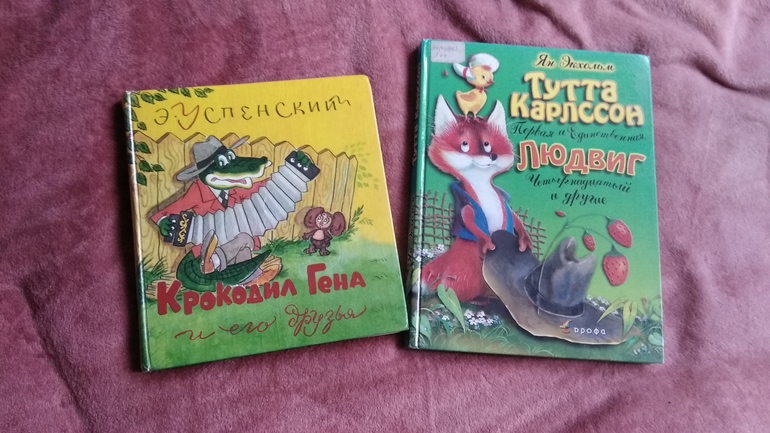 Э. Успенский
Крокодил Гена
и его друзья
Ян Экхольм
Тутта
Карлссон
Первая и Единственная
Людвиг
Четырнадцатый
и другие
дрофа